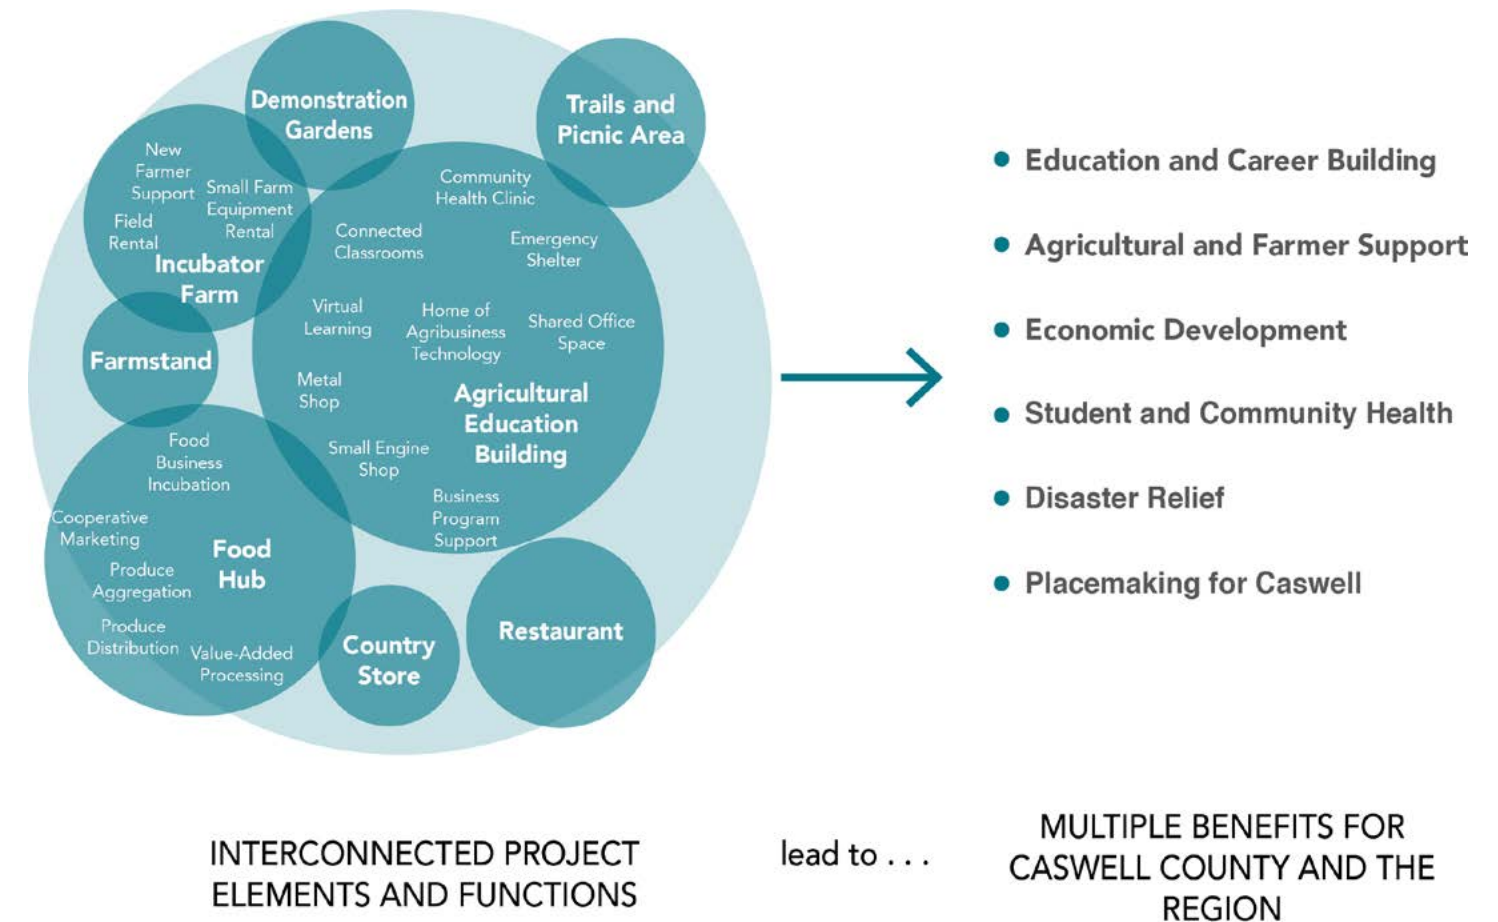 Demonstration
Gardens
Trails and
Picnic Area
New
Farmer
Support
Small Farm
Equipment
Rental
Field
Rental
Incubator
Farm
Community
Health Clinic
Connected
Classrooms
Emergency
Shelter
Virtual
Learning
Home of
Agribusiness
Technology
Shared Office
Space
Metal
Shop
Agricultural
Education
Building
Small Engine
Shop
Business
Program
Support
Farmstand
Food
Business
Incubation
Cooperative
Marketing
Food
Hub
Produce
Aggregation
Produce
Distribution
Value-Added
Processing
Country
Store
Restaurant
Education and Career Building
Agricultural and Farmer Support
Economic Development
Student and Community Health
Disaster Relief
Placemaking for Caswell
INTERCONNECTED PROJECT
ELEMENTS AND FUNCTIONS
lead to . . .
MULTIPLE BENEFITS FOR
CASWELL COUNTY AND THE
REGION